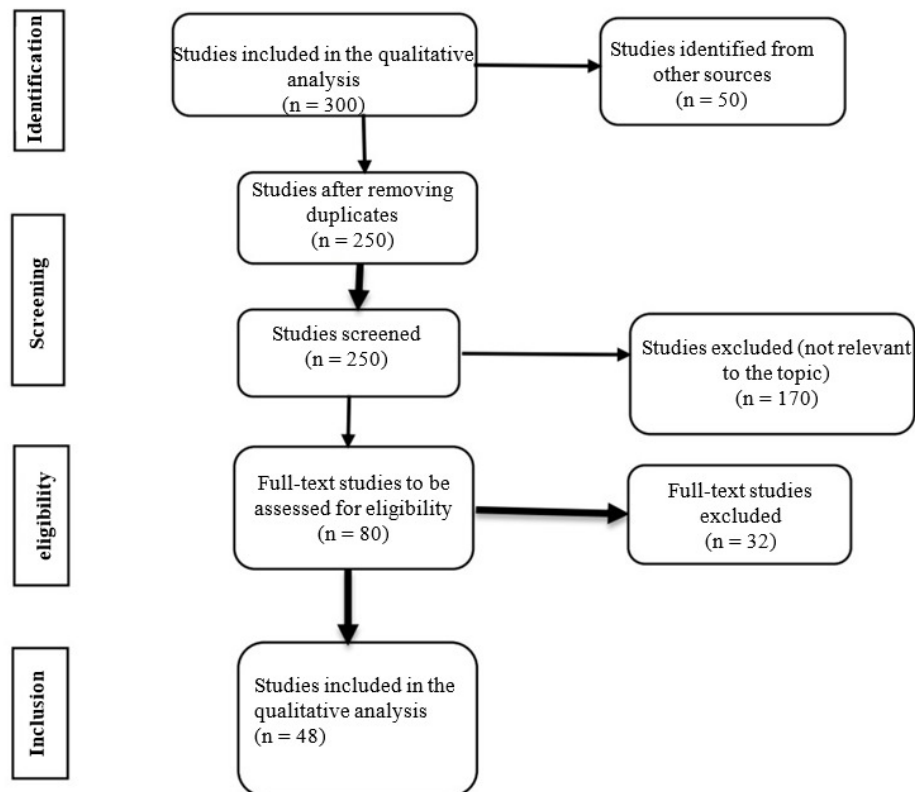 Identification
Studies included in the qualitative
analysis
(n = 300)
Studies identified from
other sources
(n = 50)
Studies after removing
duplicates
(n = 250)
Screening
Studies screened
(n = 250)
Studies excluded (not relevant
to the topic)
(n = 170)
eligibility
Full-text studies to be
assessed for eligibility
(n = 80)
Full-text studies
excluded
(n = 32)
Inclusion
Studies included in the
qualitative analysis
(n = 48)